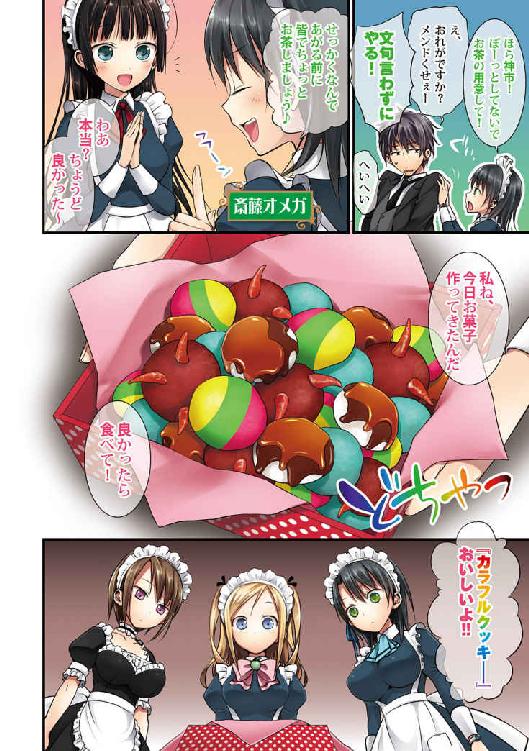 ほら神市！
ぼーっとしてないで
お茶の用意して！
え、
おれがですか？
メンドくせぇー
文句言わずに
やる！
へいへい
せっかくなんで
あがる前に
皆でちょっと
お茶しましょう♪
フフーン
わあ
本当？
ちょうど
良かった〜
斎藤オメガ
私ね、
今日お菓子
作ってきたんだ
良かったら
食べて！
どちゃっ
『カラフルクッキー』
おいしいよ!!